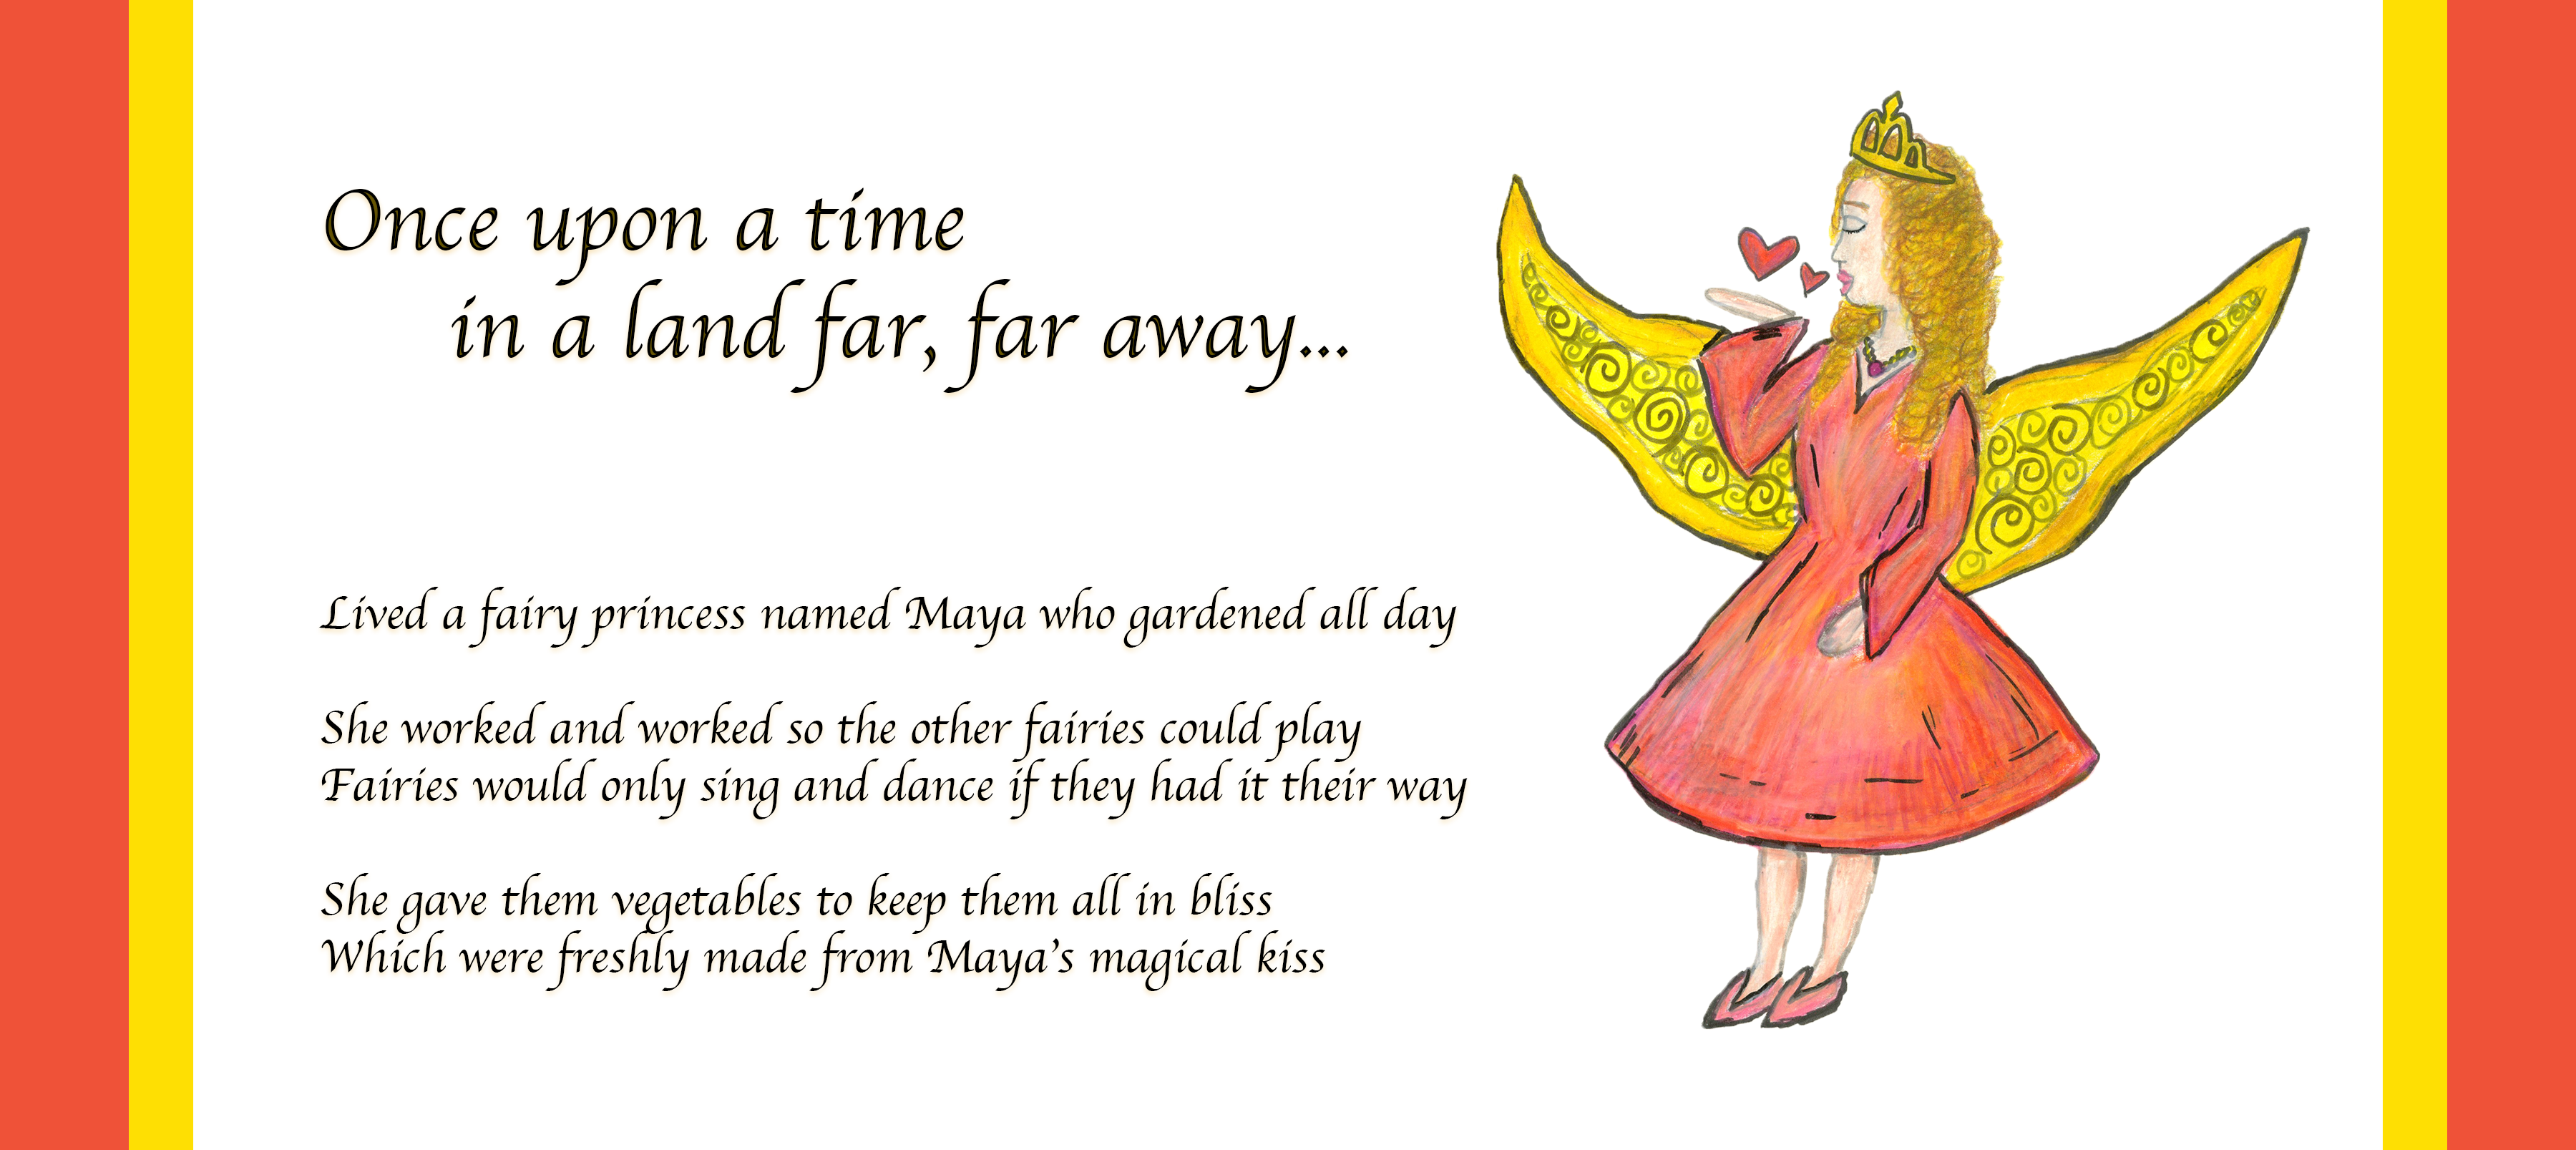 Once upon a time
in a land far, far away...
Lived a fairy princess named Maya who gardened all day
She worked and worked so the other fairies could play
Fairies would only sing and dance if they had it their way
She gave them vegetables to keep them all in bliss
Which were freshly made from Maya's magical kiss